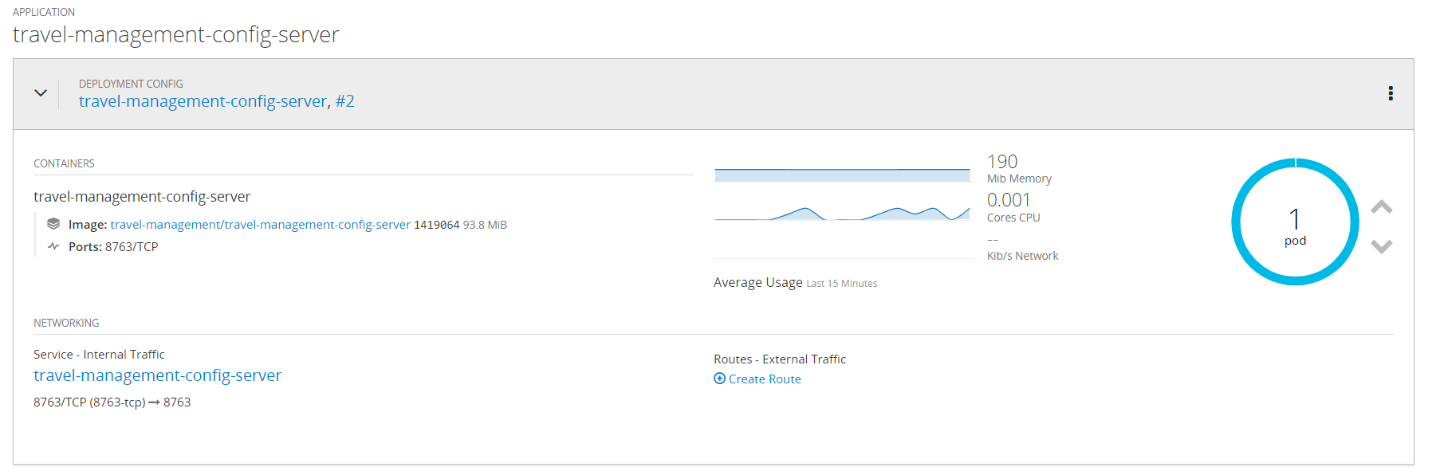 APPLICATION
travel-management-config-server
DEPLOYMENT CONFIG
travel-management-config-server, #2
CONTAINERS
travel-management-config-server
Image: travel-management/travel-management-config-server 1419064 93.8 MiB
Ports: 8763/TCP
190
Mib Memory
0.001
Cores CPU
--
Kib/s Network
Average Usage Last 15 Minutes
1
pod
NETWORKING
Service - Internal Traffic
travel-management-config-server
8763/TCP (8763-tcp) → 8763
Routes - External Traffic
Create Route